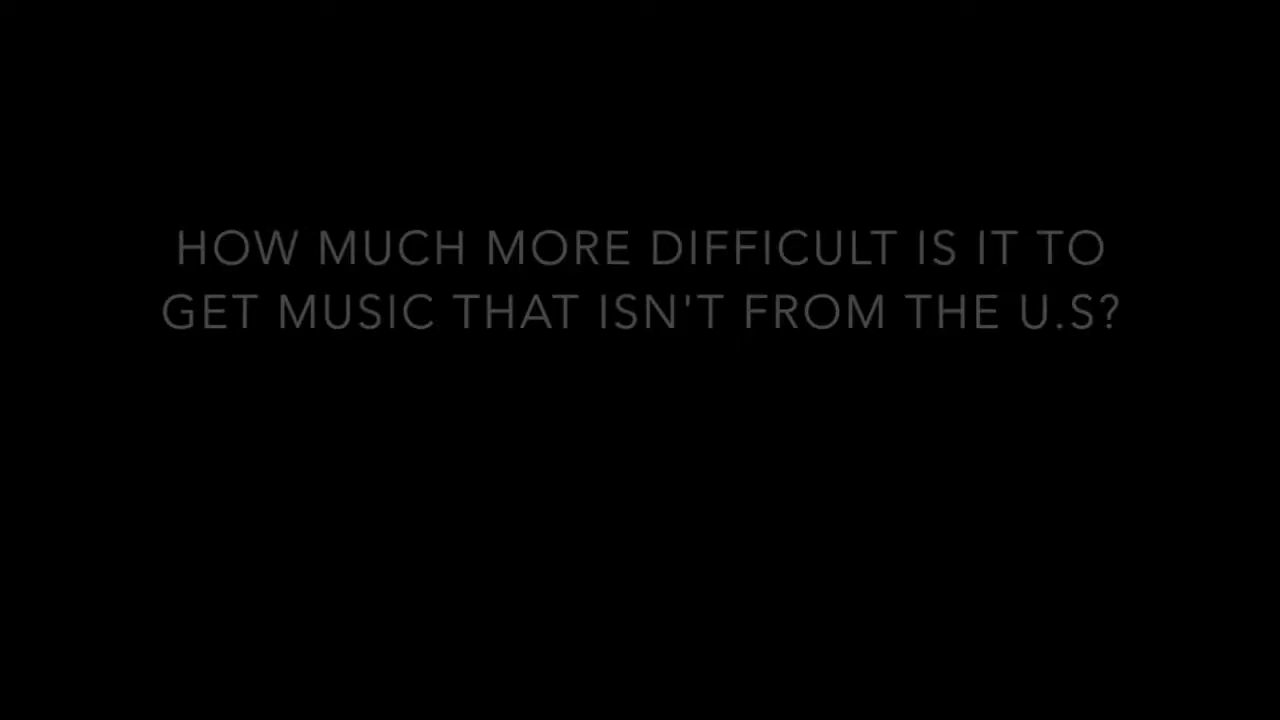 HOW MUCH MORE DIFFICULT IS IT TO
GET MUSIC THAT ISN'T FROM THE U.S?